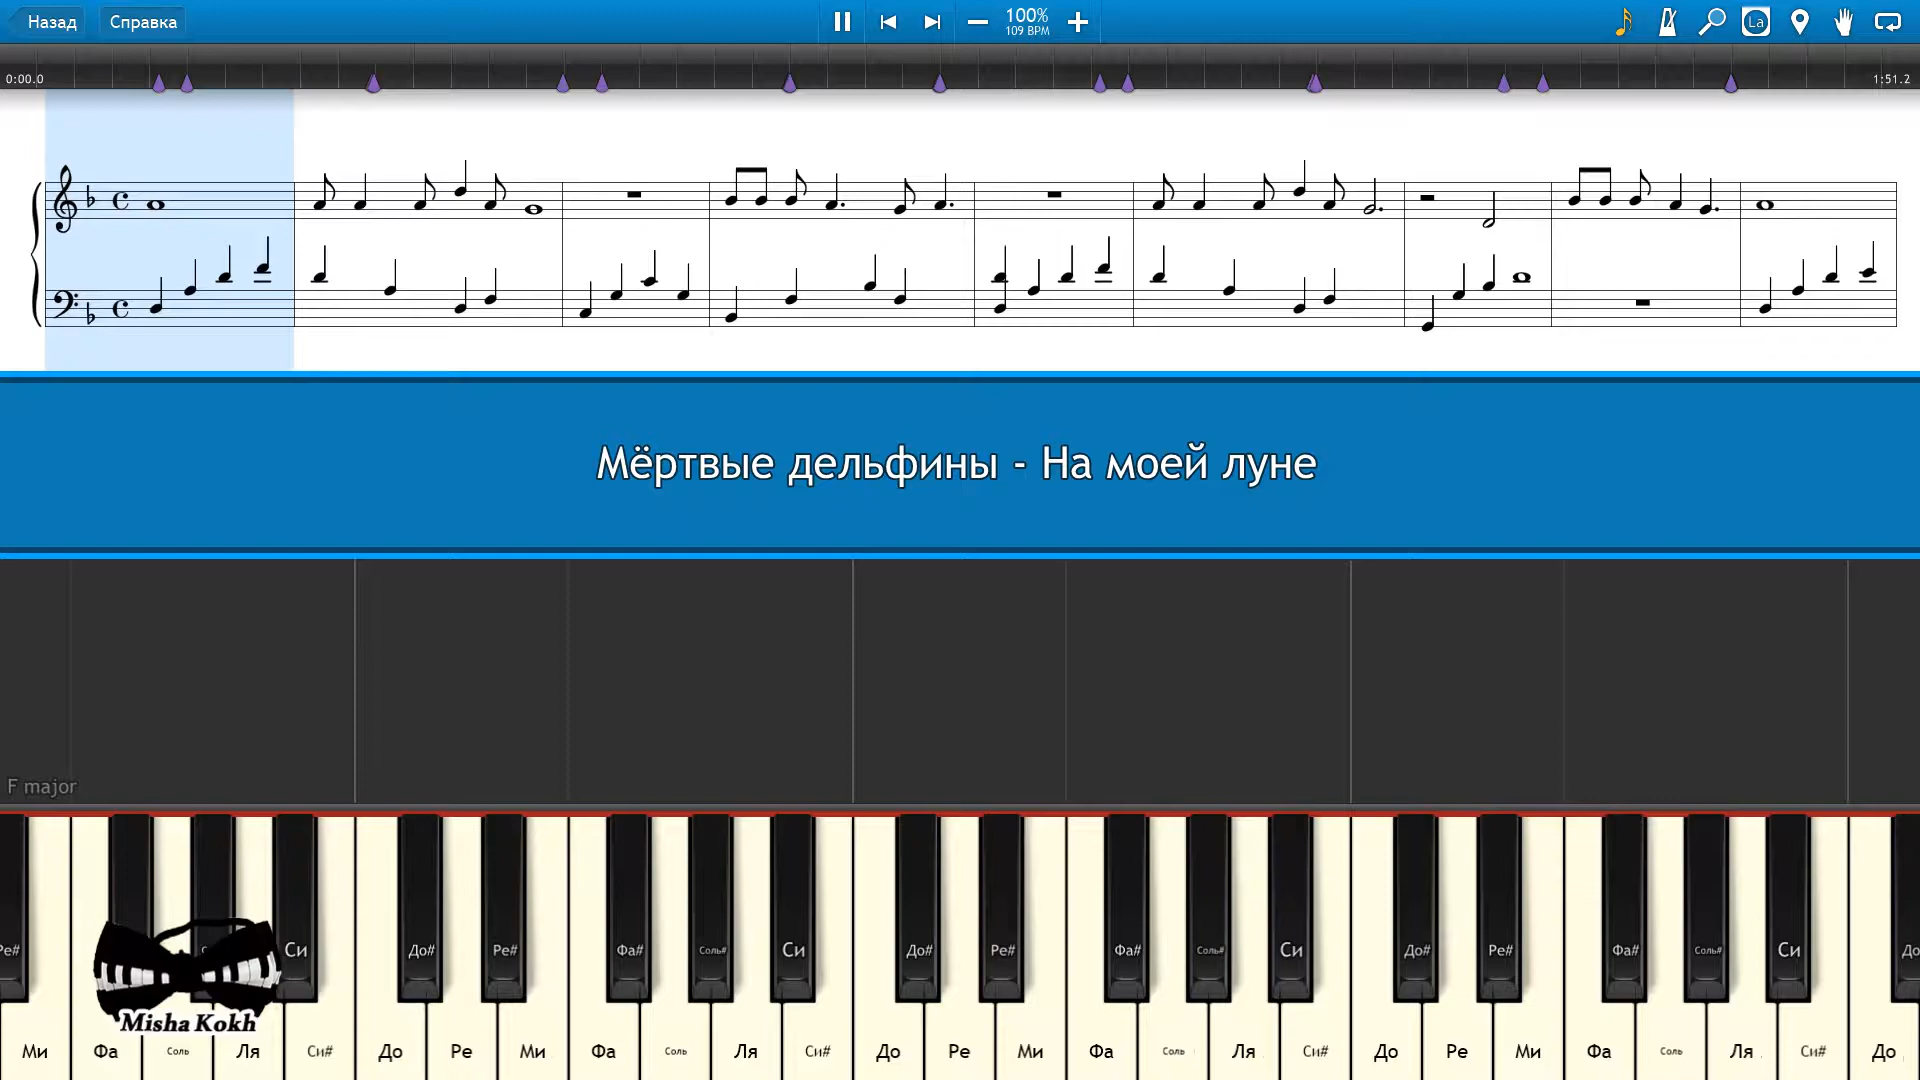 Назад Справка 100% 109 BPM La
0:00.0 1:51.2
Мёртвые дельфины - На моей луне
F major
Ре# Си До# Ре# Фа# Соль# Си До# Ре# Фа# Соль# Си До# Ре# Фа# Соль# Си До
Misha Kokh
Ми Фа Соль Ля Си# До Ре Ми Фа Соль Ля Си# До Ре Ми Фа Соль Ля Си# До Ре Ми Фа Соль Ля Си# До